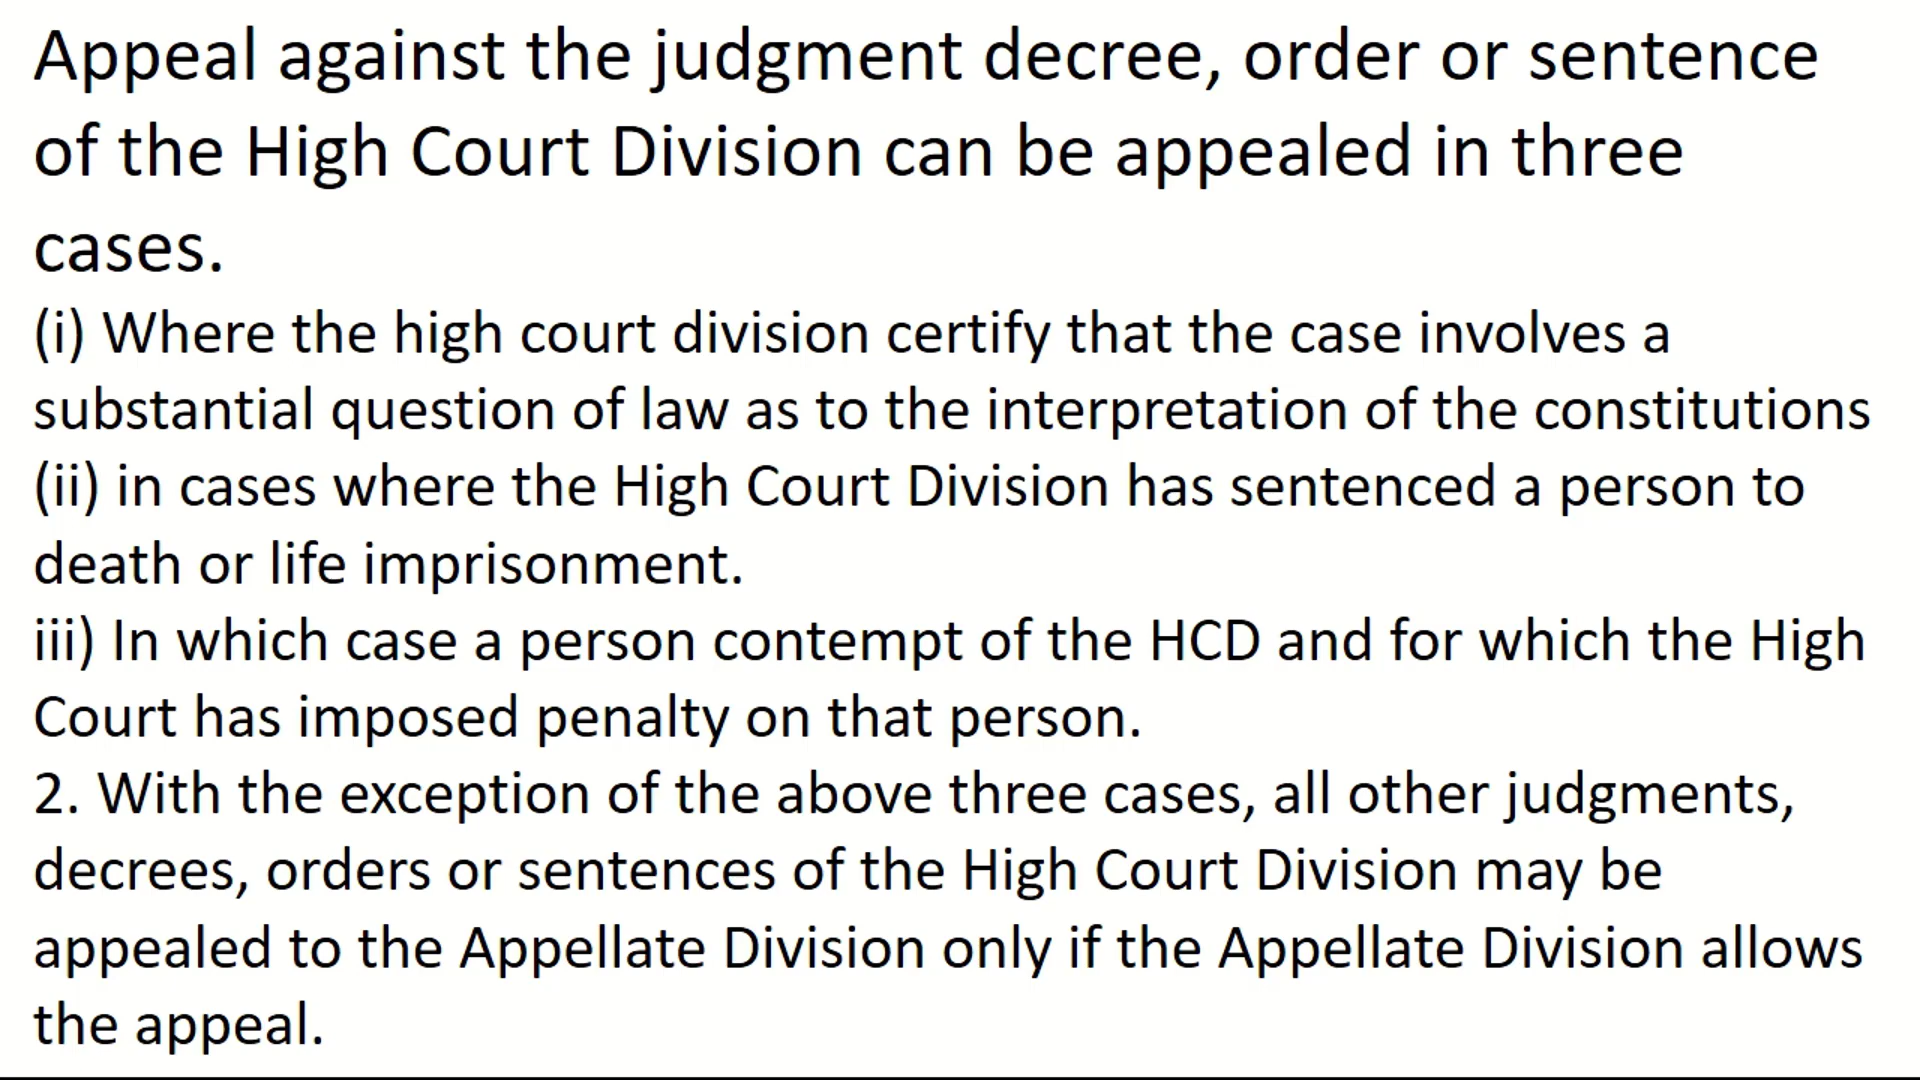 Appeal against the judgment decree, order or sentence
of the High Court Division can be appealed in three
cases.
(i) Where the high court division certify that the case involves a
substantial question of law as to the interpretation of the constitutions
(ii) in cases where the High Court Division has sentenced a person to
death or life imprisonment.
iii) In which case a person contempt of the HCD and for which the High
Court has imposed penalty on that person.
2. With the exception of the above three cases, all other judgments,
decrees, orders or sentences of the High Court Division may be
appealed to the Appellate Division only if the Appellate Division allows
the appeal.